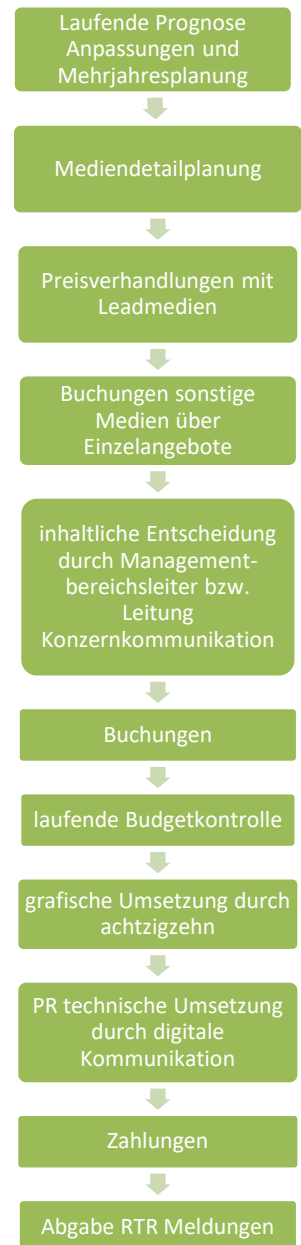 Laufende Prognose
Anpassungen und
Mehrjahresplanung
Mediendetailplanung
Preisverhandlungen mit
Leadmedien
Buchungen sonstige
Medien über
Einzelangebote
inhaltliche Entscheidung
durch Management-
bereichsleiter bzw.
Leitung
Konzernkommunikation
Buchungen
laufende Budgetkontrolle
grafische Umsetzung durch
achtzigzehn
PR technische Umsetzung
durch digitale
Kommunikation
Zahlungen
Abgabe RTR Meldungen